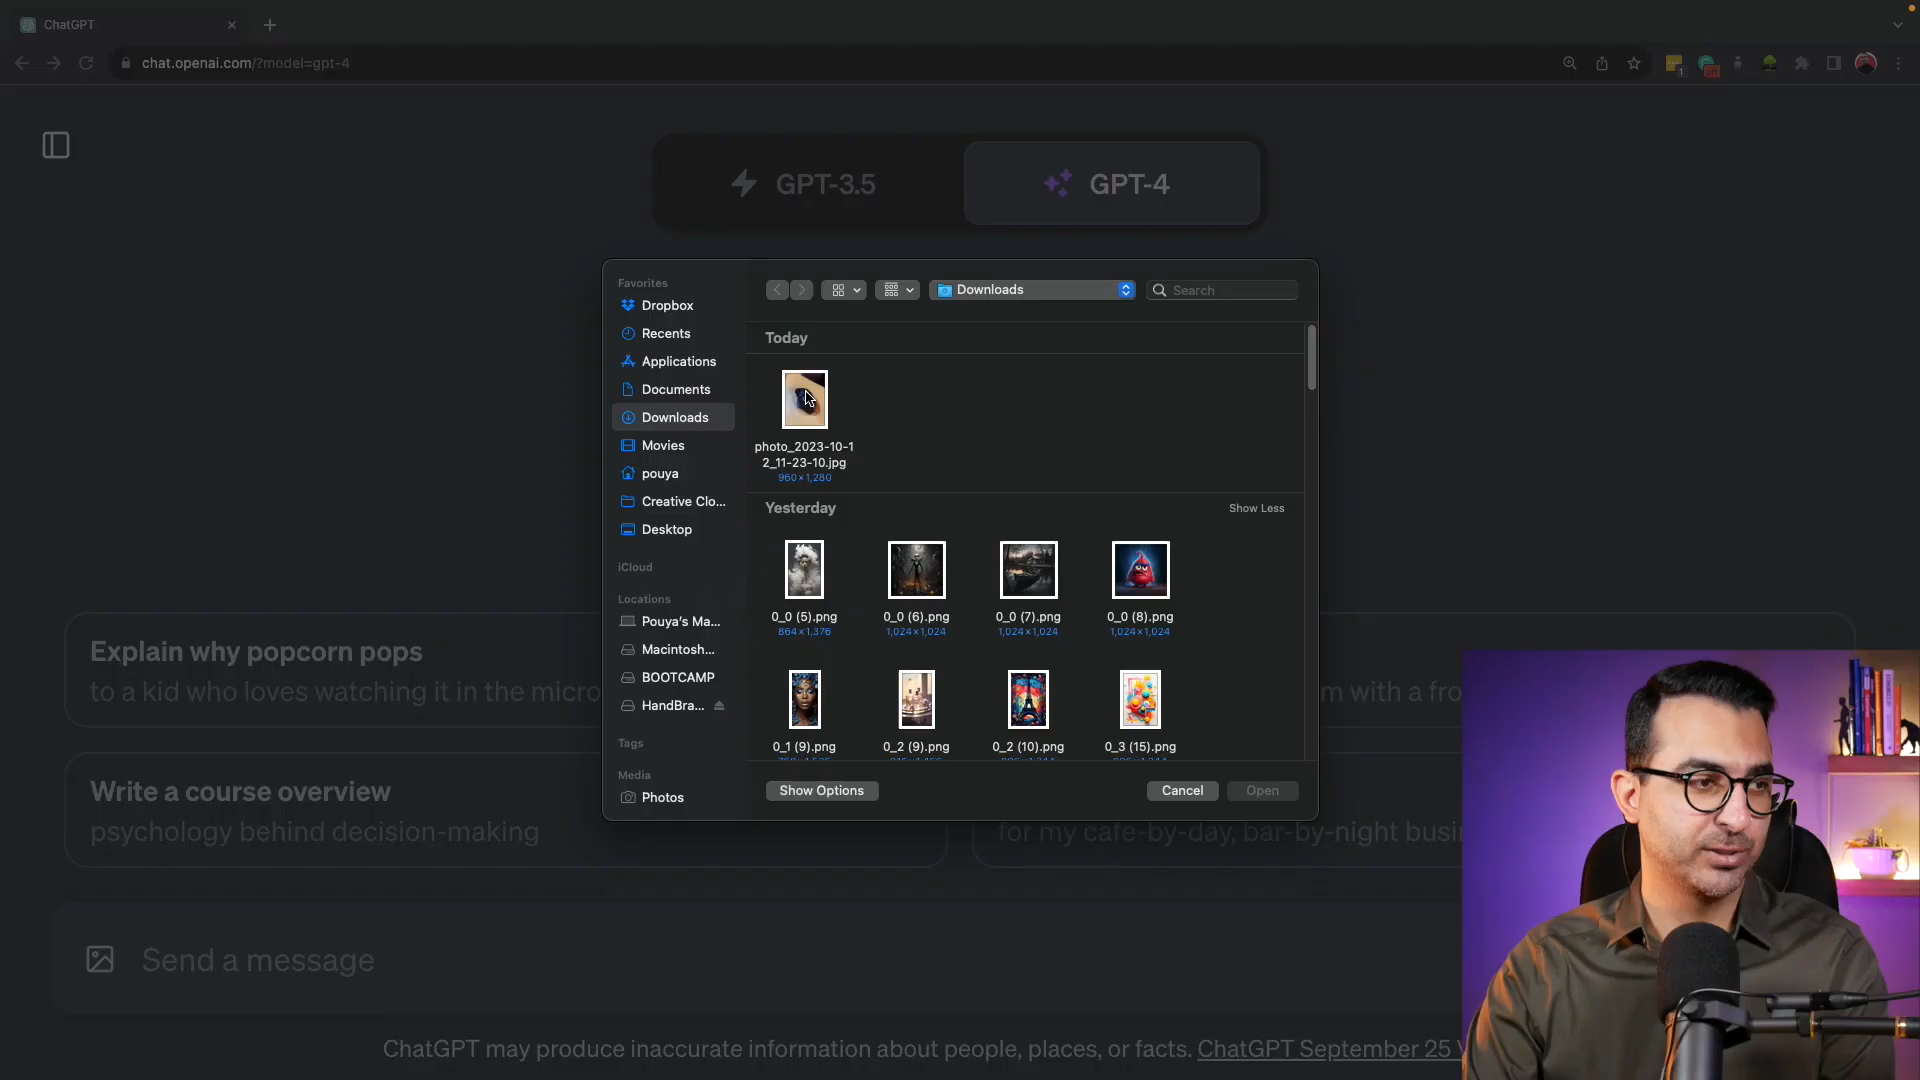 ChatGPT
chat.openai.com/?model=gpt-4
1
off
GPT-3.5
GPT-4
Favorites
Dropbox
Recents
Applications
Documents
Downloads
Movies
pouya
Creative Clo...
Desktop
iCloud
Locations
Pouya's Ma...
Macintosh...
BOOTCAMP
HandBra...
Tags
Media
Photos
Downloads
Search
Today
photo_2023-10-1
2_11-23-10.jpg
960×1,280
Yesterday
Show Less
0_0 (5).png
864×1,376
0_0 (6).png
1,024×1,024
0_0 (7).png
1,024×1,024
0_0 (8).png
1,024×1,024
0_1 (9).png
0_2 (9).png
0_2 (10).png
0_3 (15).png
Show Options
Cancel
Open
Explain why popcorn pops
to a kid who loves watching it in the micro
m with a fro
Write a course overview
psychology behind decision-making
for my cafe-by-day, bar-by-night busi
Send a message
ChatGPT may produce inaccurate information about people, places, or facts. ChatGPT September 25 V